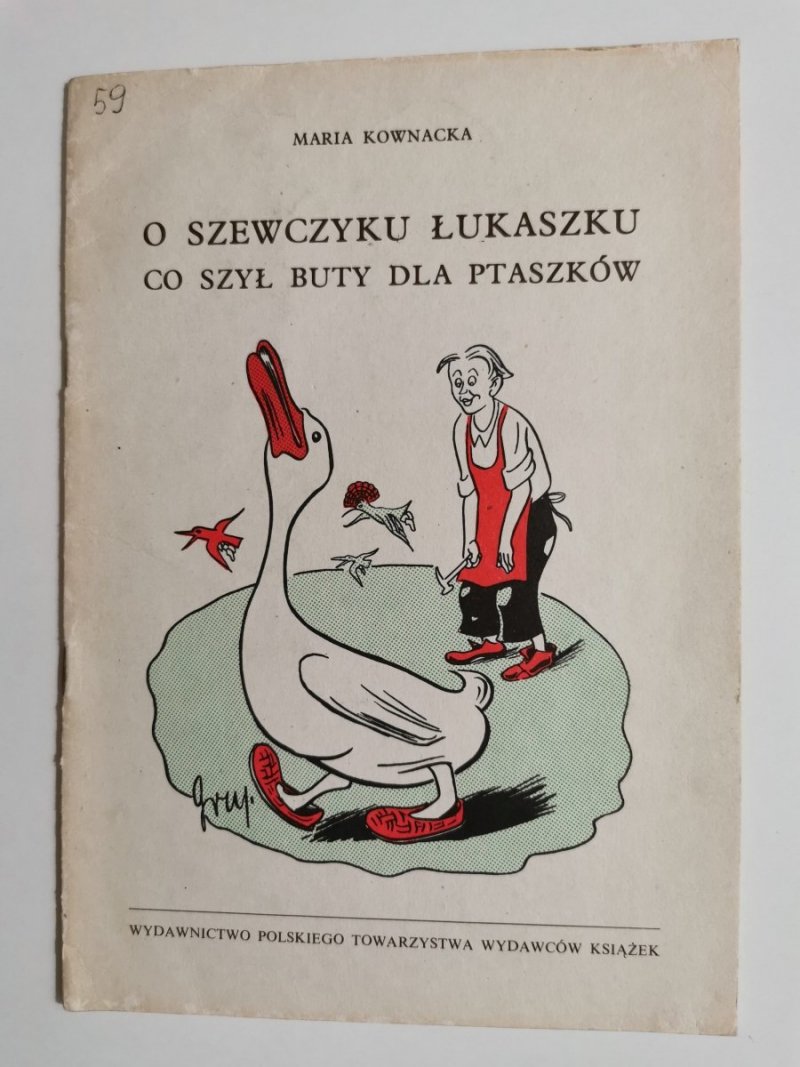 59
MARIA KOWNACKA
O SZEWCZYKU ŁUKASZKU
CO SZYŁ BUTY DLA PTASZKÓW
WYDAWNICTWO POLSKIEGO TOWARZYSTWA WYDAWCÓW KSIĄŻEK